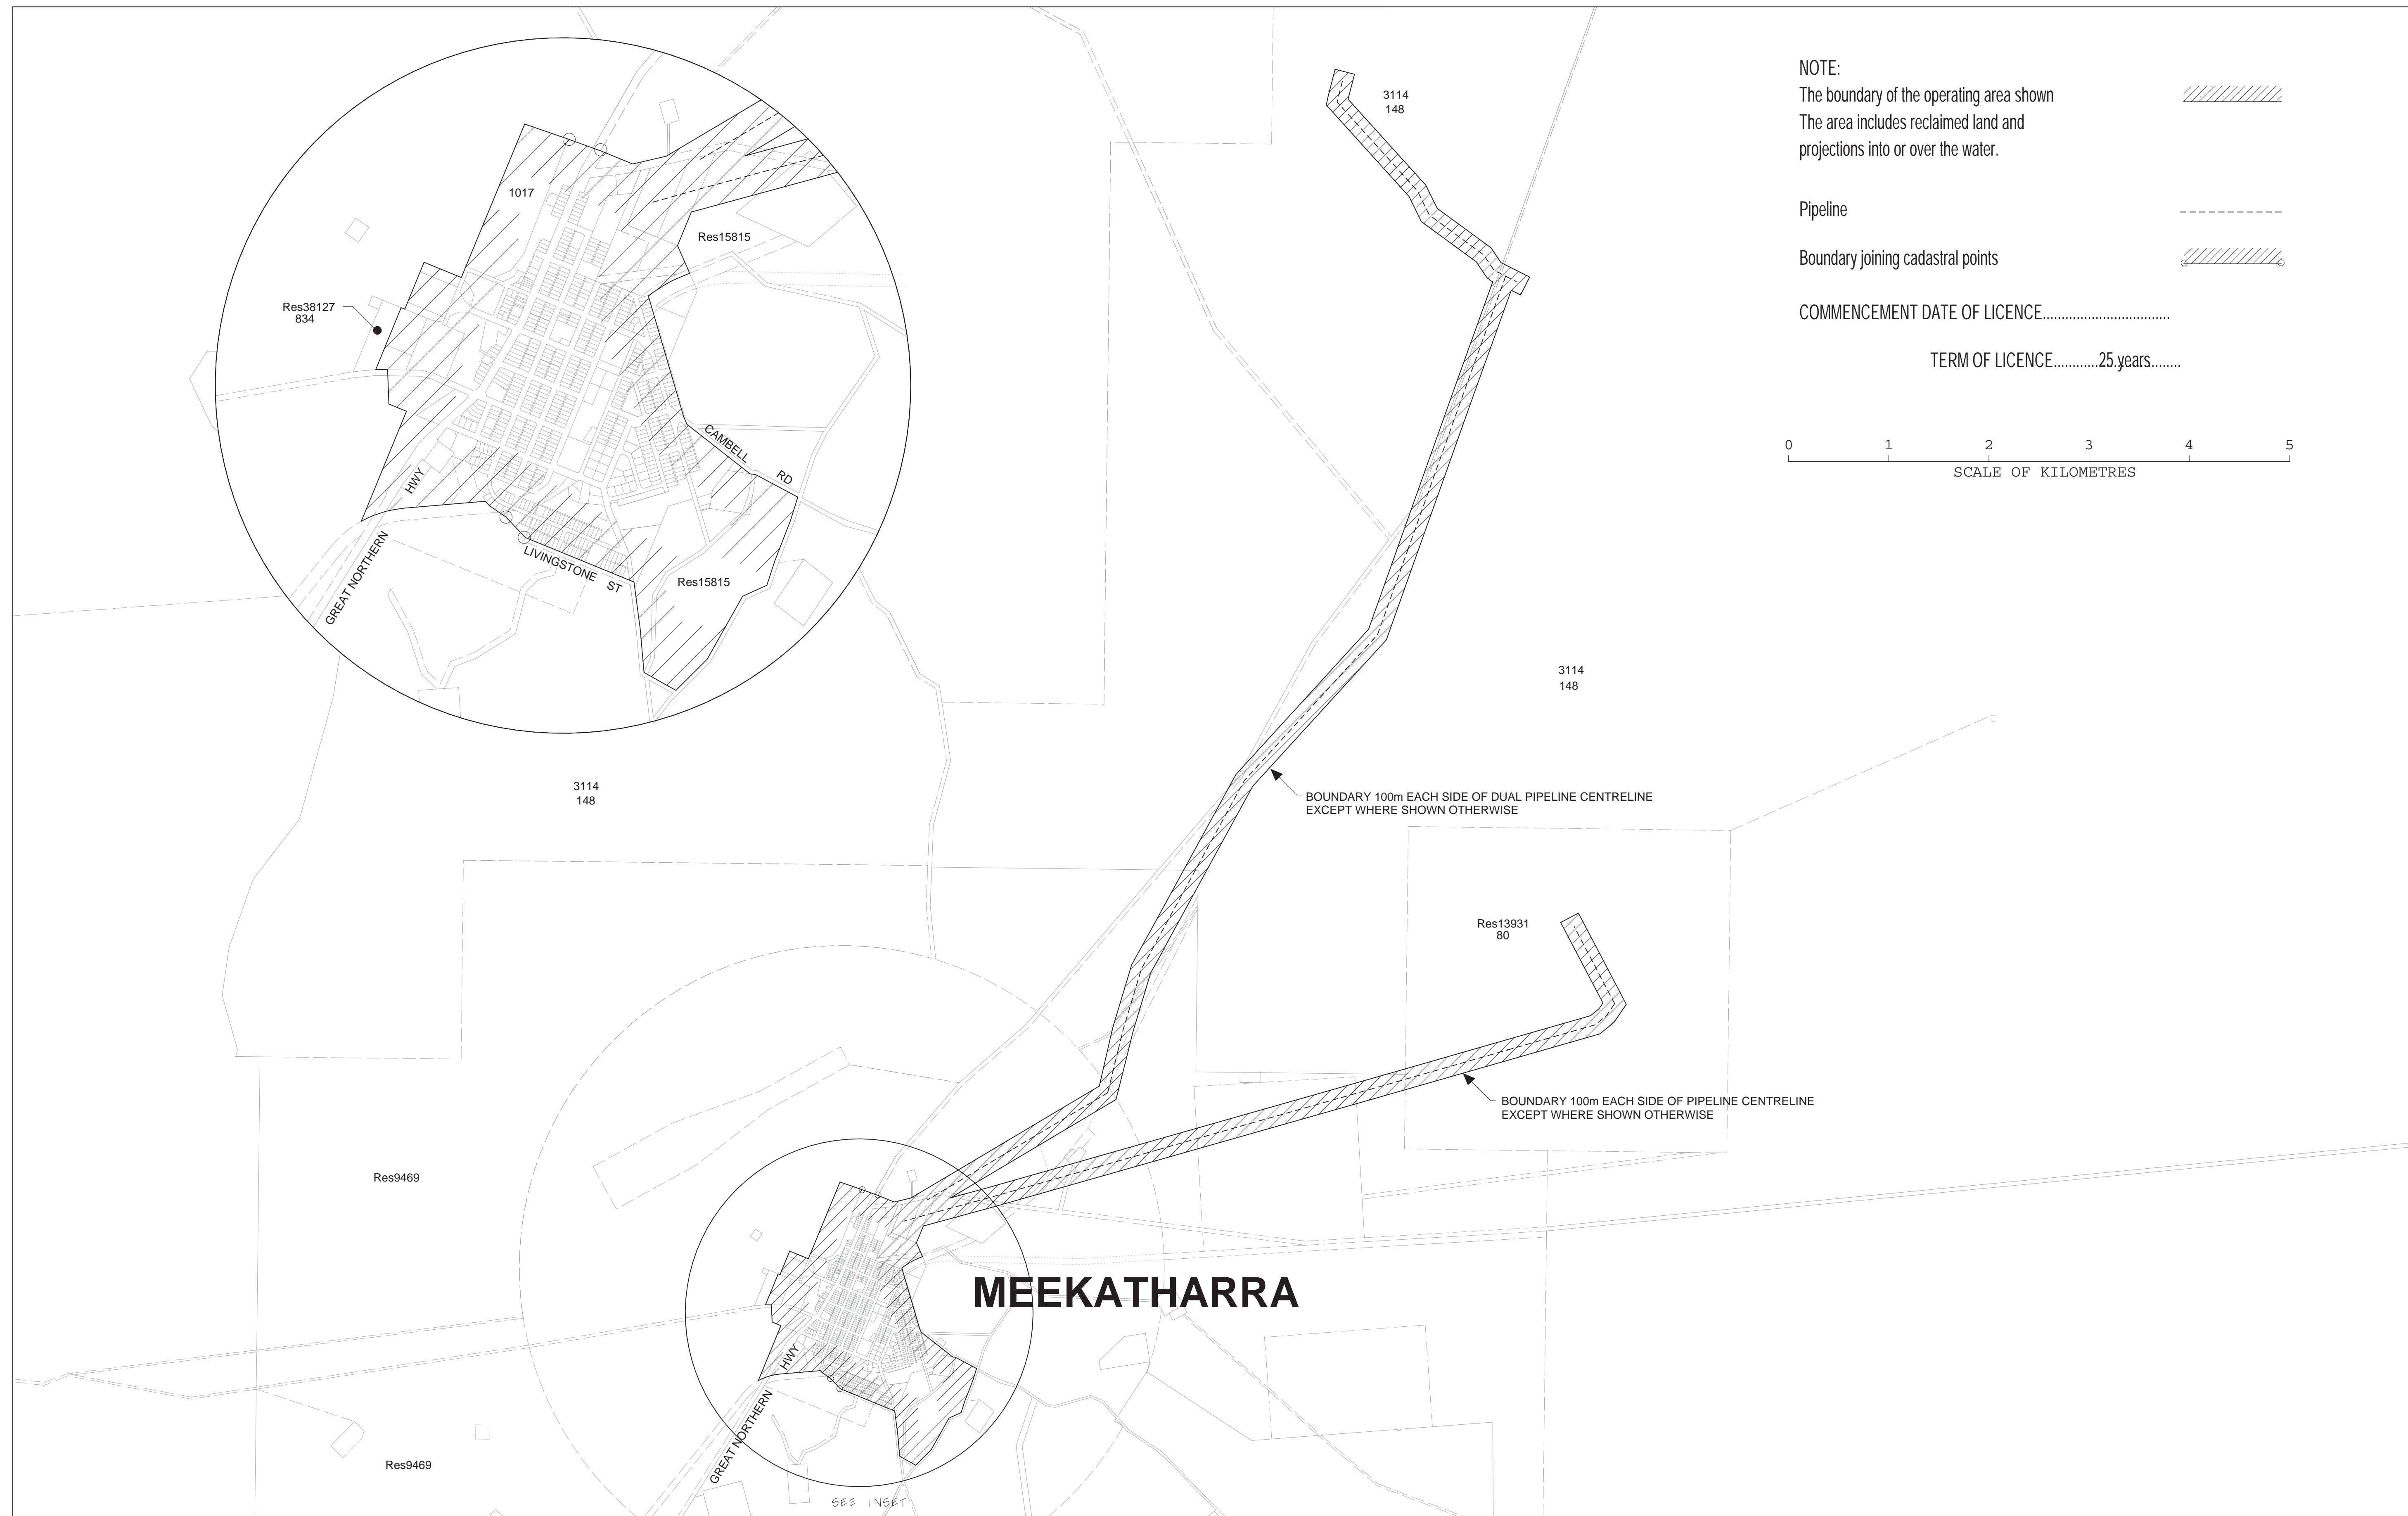 NOTE:
The boundary of the operating area shown
The area includes reclaimed land and
projections into or over the water.
Pipeline
Boundary joining cadastral points
COMMENCEMENT DATE OF LICENCE..................................
TERM OF LICENCE............25 years........
0 1 2 3 4 5
SCALE OF KILOMETRES
3114
148
1017
Res15815
Res38127
834
CAMBELL RD
HWY
LIVINGSTONE ST
GREAT NORTHERN
Res15815
3114
148
3114
148
BOUNDARY 100m EACH SIDE OF DUAL PIPELINE CENTRELINE
EXCEPT WHERE SHOWN OTHERWISE
Res13931
80
BOUNDARY 100m EACH SIDE OF PIPELINE CENTRELINE
EXCEPT WHERE SHOWN OTHERWISE
Res9469
MEEKATHARRA
HWY
GREAT NORTHERN
Res9469
SEE INSET